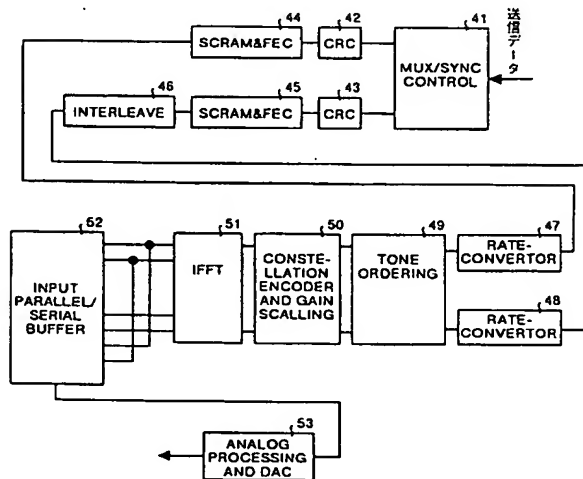 44
SCRAM&FEC
42
CRC
41
MUX/SYNC
CONTROL
送信データ
46
INTERLEAVE
45
SCRAM&FEC
43
CRC
52
INPUT
PARALLEL/
SERIAL
BUFFER
51
IFFT
50
CONSTE-
LLATION
ENCODER
AND GAIN
SCALLING
49
TONE
ORDERING
47
RATE-
CONVERTOR
48
RATE-
CONVERTOR
53
ANALOG
PROCESSING
AND DAC